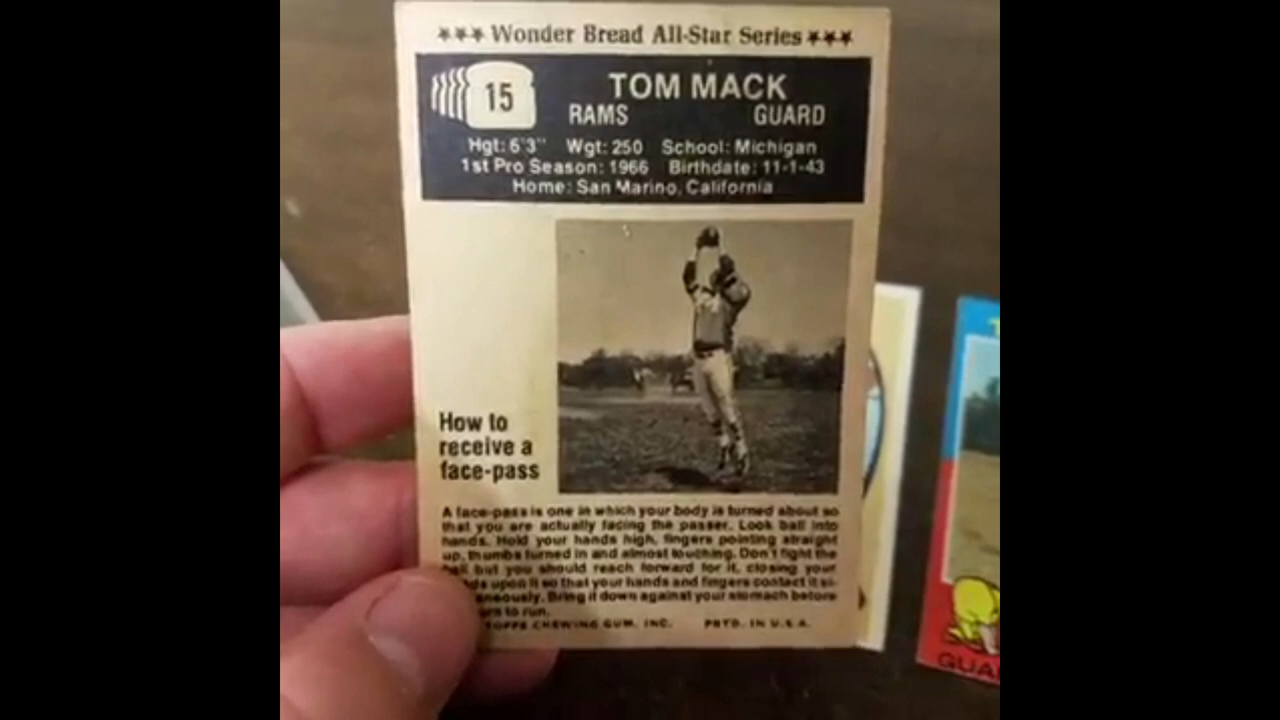 ★★★ Wonder Bread All-Star Series ★★★
15
TOM MACK
RAMS GUARD
Hgt: 6'3" Wgt: 250 School: Michigan
1st Pro Season: 1966 Birthdate: 11-1-43
Home: San Marino, California
How to
receive a
face-pass
A face-pass is one in which your body is turned about so
that you are actually facing the passer. Look ball into
hands. Hold your hands high, fingers pointing straight
up, thumbs turned in and almost touching. Don't fight the
but you should reach forward for it, closing your
upon it so that your hands and fingers contact it si-
aneously. Bring it down against your stomach before
to run.
CHEWING GUM, INC. PRTD. IN U.S.A.
GUA